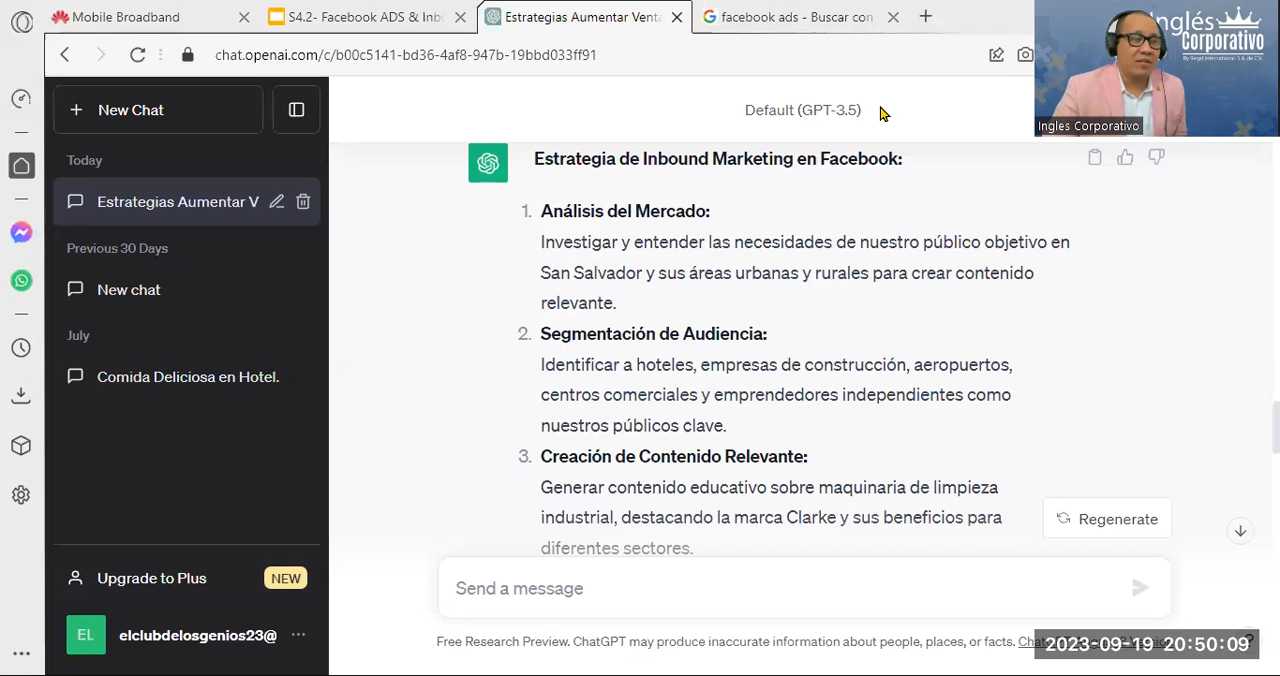 Mobile Broadband
S4.2- Facebook ADS & Inb
Estrategias Aumentar Venta
facebook ads - Buscar con
chat.openai.com/c/b00c5141-bd36-4af8-947b-19bbd033ff91
Inglés
Corporativo
By Regal International, S.A. de C.V.
Ingles Corporativo
New Chat
Default (GPT-3.5)
Today
Estrategias Aumentar V
Previous 30 Days
New chat
July
Comida Deliciosa en Hotel.
Estrategia de Inbound Marketing en Facebook:
1. Análisis del Mercado:
Investigar y entender las necesidades de nuestro público objetivo en
San Salvador y sus áreas urbanas y rurales para crear contenido
relevante.
2. Segmentación de Audiencia:
Identificar a hoteles, empresas de construcción, aeropuertos,
centros comerciales y emprendedores independientes como
nuestros públicos clave.
3. Creación de Contenido Relevante:
Generar contenido educativo sobre maquinaria de limpieza
industrial, destacando la marca Clarke y sus beneficios para
diferentes sectores.
Regenerate
Send a message
Upgrade to Plus
NEW
EL
elclubdelosgenios23@
Free Research Preview. ChatGPT may produce inaccurate information about people, places, or facts.
2023-09-19 20:50:09